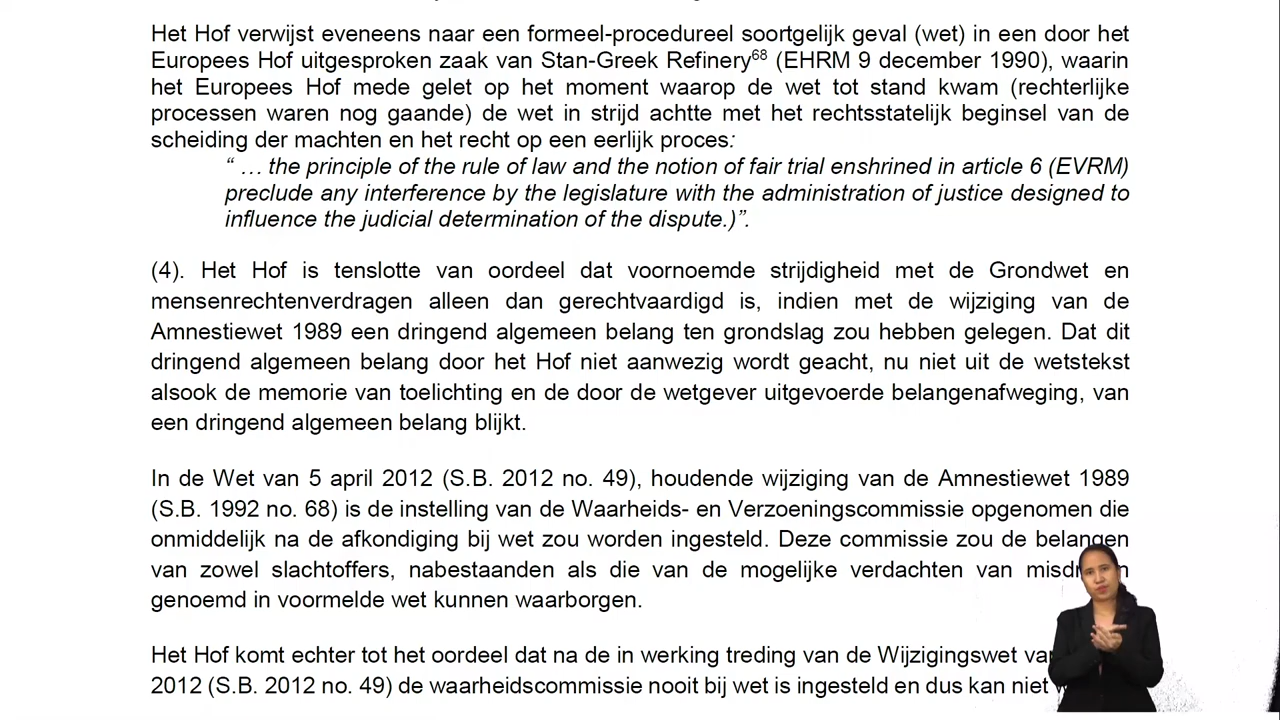 Het Hof verwijst eveneens naar een formeel-procedureel soortgelijk geval (wet) in een door het
Europees Hof uitgesproken zaak van Stan-Greek Refinery68 (EHRM 9 december 1990), waarin
het Europees Hof mede gelet op het moment waarop de wet tot stand kwam (rechterlijke
processen waren nog gaande) de wet in strijd achtte met het rechtsstatelijk beginsel van de
scheiding der machten en het recht op een eerlijk proces:
“ … the principle of the rule of law and the notion of fair trial enshrined in article 6 (EVRM)
preclude any interference by the legislature with the administration of justice designed to
influence the judicial determination of the dispute.)”.
(4). Het Hof is tenslotte van oordeel dat voornoemde strijdigheid met de Grondwet en
mensenrechtenverdragen alleen dan gerechtvaardigd is, indien met de wijziging van de
Amnestiewet 1989 een dringend algemeen belang ten grondslag zou hebben gelegen. Dat dit
dringend algemeen belang door het Hof niet aanwezig wordt geacht, nu niet uit de wetstekst
alsook de memorie van toelichting en de door de wetgever uitgevoerde belangenafweging, van
een dringend algemeen belang blijkt.
In de Wet van 5 april 2012 (S.B. 2012 no. 49), houdende wijziging van de Amnestiewet 1989
(S.B. 1992 no. 68) is de instelling van de Waarheids- en Verzoeningscommissie opgenomen die
onmiddelijk na de afkondiging bij wet zou worden ingesteld. Deze commissie zou de belangen
van zowel slachtoffers, nabestaanden als die van de mogelijke verdachten van
genoemd in voormelde wet kunnen waarborgen.
Het Hof komt echter tot het oordeel dat na de in werking treding van de Wijzigingswet
2012 (S.B. 2012 no. 49) de waarheidscommissie nooit bij wet is ingesteld en dus kan niet